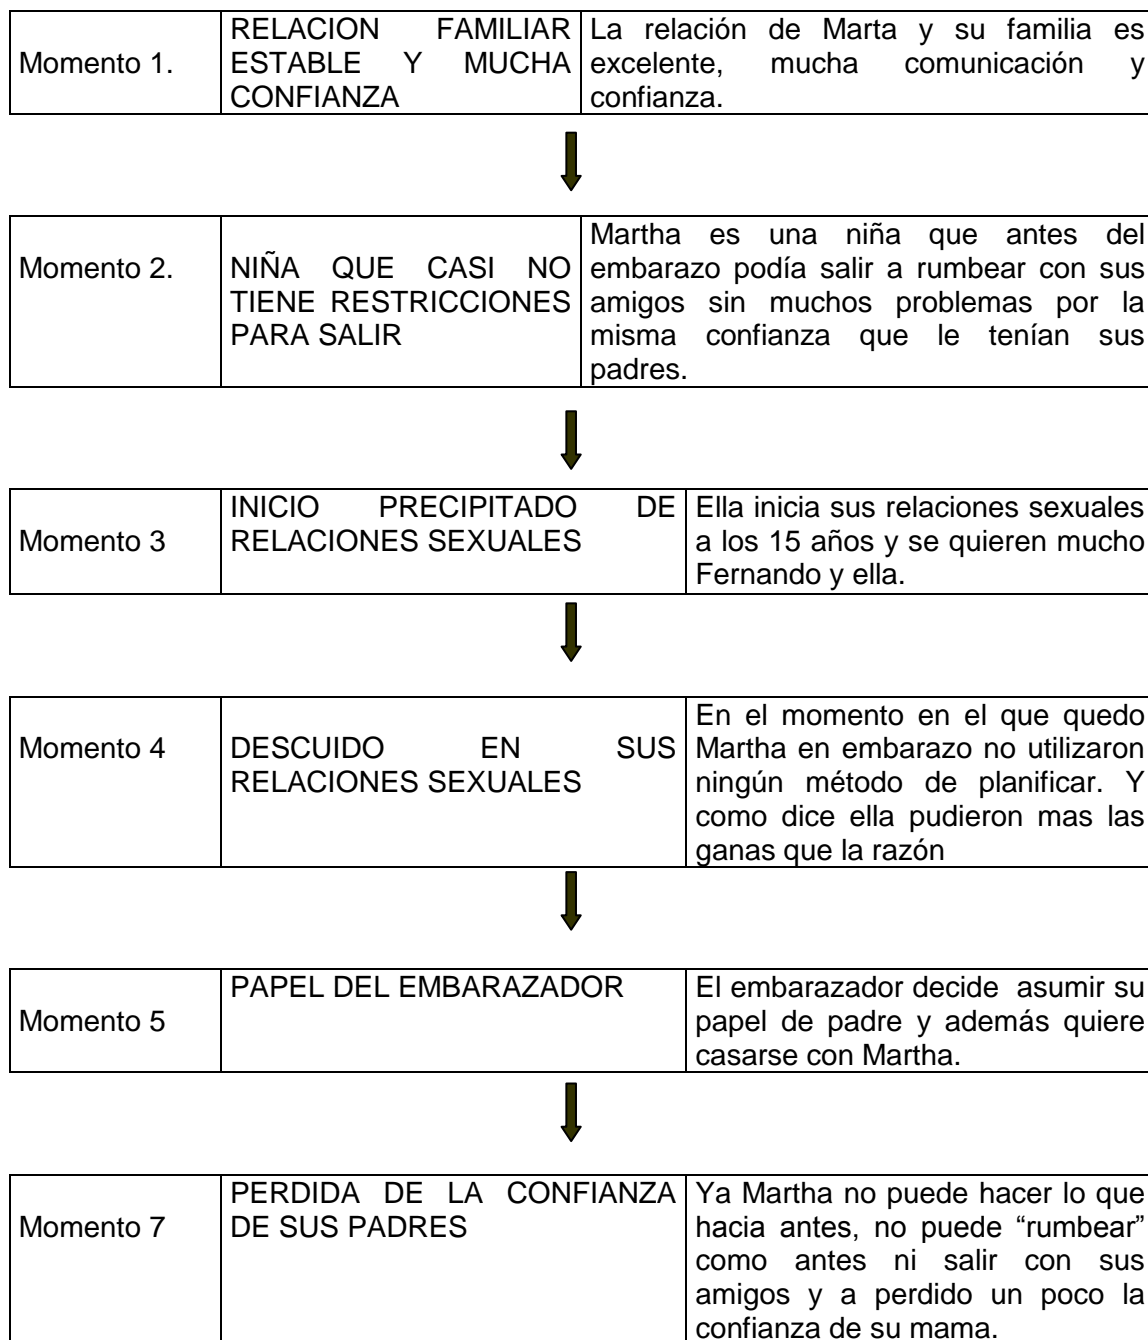 Momento 1.
RELACION FAMILIAR
ESTABLE Y MUCHA
CONFIANZA
La relación de Marta y su familia es
excelente, mucha comunicación y
confianza.
Momento 2.
NIÑA QUE CASI NO
TIENE RESTRICCIONES
PARA SALIR
Martha es una niña que antes del
embarazo podía salir a rumbear con sus
amigos sin muchos problemas por la
misma confianza que le tenían sus
padres.
Momento 3
INICIO PRECIPITADO DE
RELACIONES SEXUALES
Ella inicia sus relaciones sexuales
a los 15 años y se quieren mucho
Fernando y ella.
Momento 4
DESCUIDO EN SUS
RELACIONES SEXUALES
En el momento en el que quedo
Martha en embarazo no utilizaron
ningún método de planificar. Y
como dice ella pudieron mas las
ganas que la razón
Momento 5
PAPEL DEL EMBARAZADOR
El embarazador decide asumir su
papel de padre y además quiere
casarse con Martha.
Momento 7
PERDIDA DE LA CONFIANZA
DE SUS PADRES
Ya Martha no puede hacer lo que
hacia antes, no puede “rumbear”
como antes ni salir con sus
amigos y a perdido un poco la
confianza de su mama.